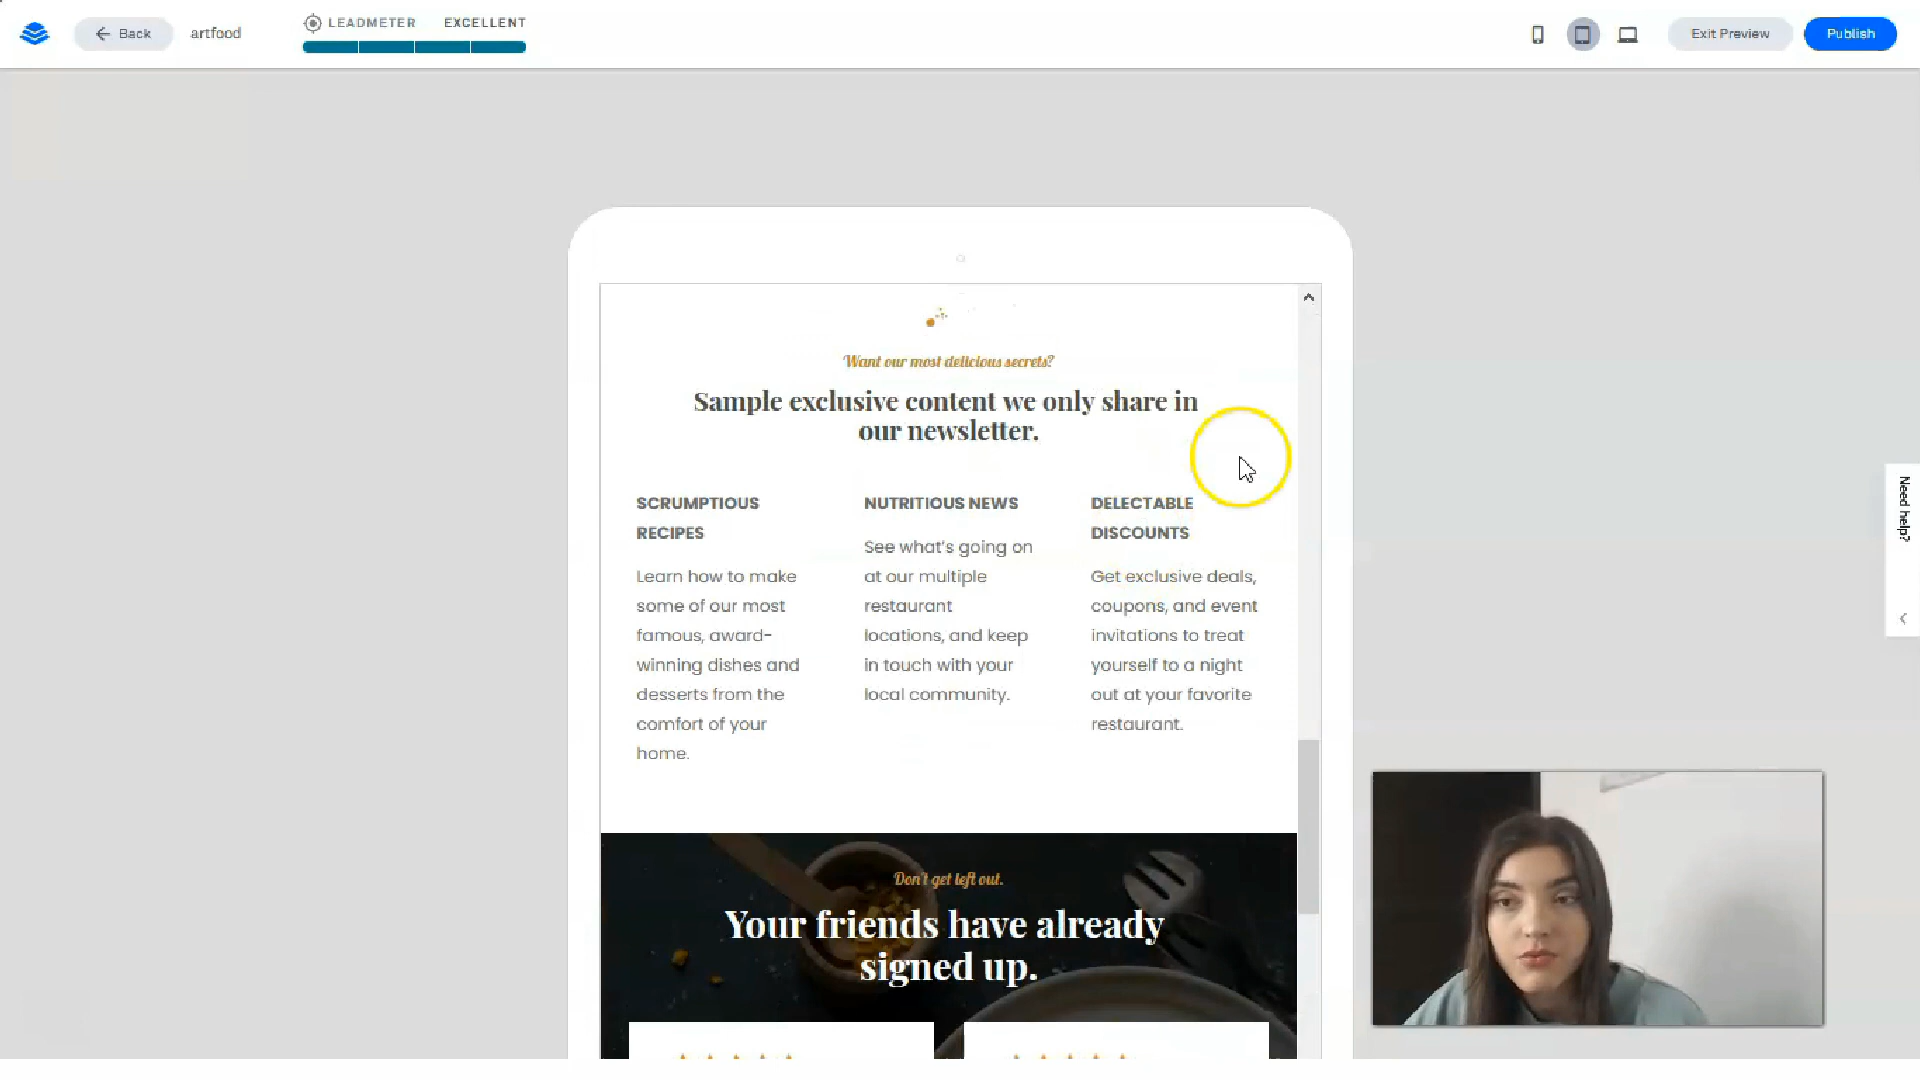 Back
artfood
LEADMETER EXCELLENT
Exit Preview
Publish
Want our most delicious secrets?
Sample exclusive content we only share in
our newsletter.
SCRUMPTIOUS
RECIPES
Learn how to make
some of our most
famous, award-
winning dishes and
desserts from the
comfort of your
home.
NUTRITIOUS NEWS
See what's going on
at our multiple
restaurant
locations, and keep
in touch with your
local community.
DELECTABLE
DISCOUNTS
Get exclusive deals,
coupons, and event
invitations to treat
yourself to a night
out at your favorite
restaurant.
Need help?
Don't get left out.
Your friends have already
signed up.